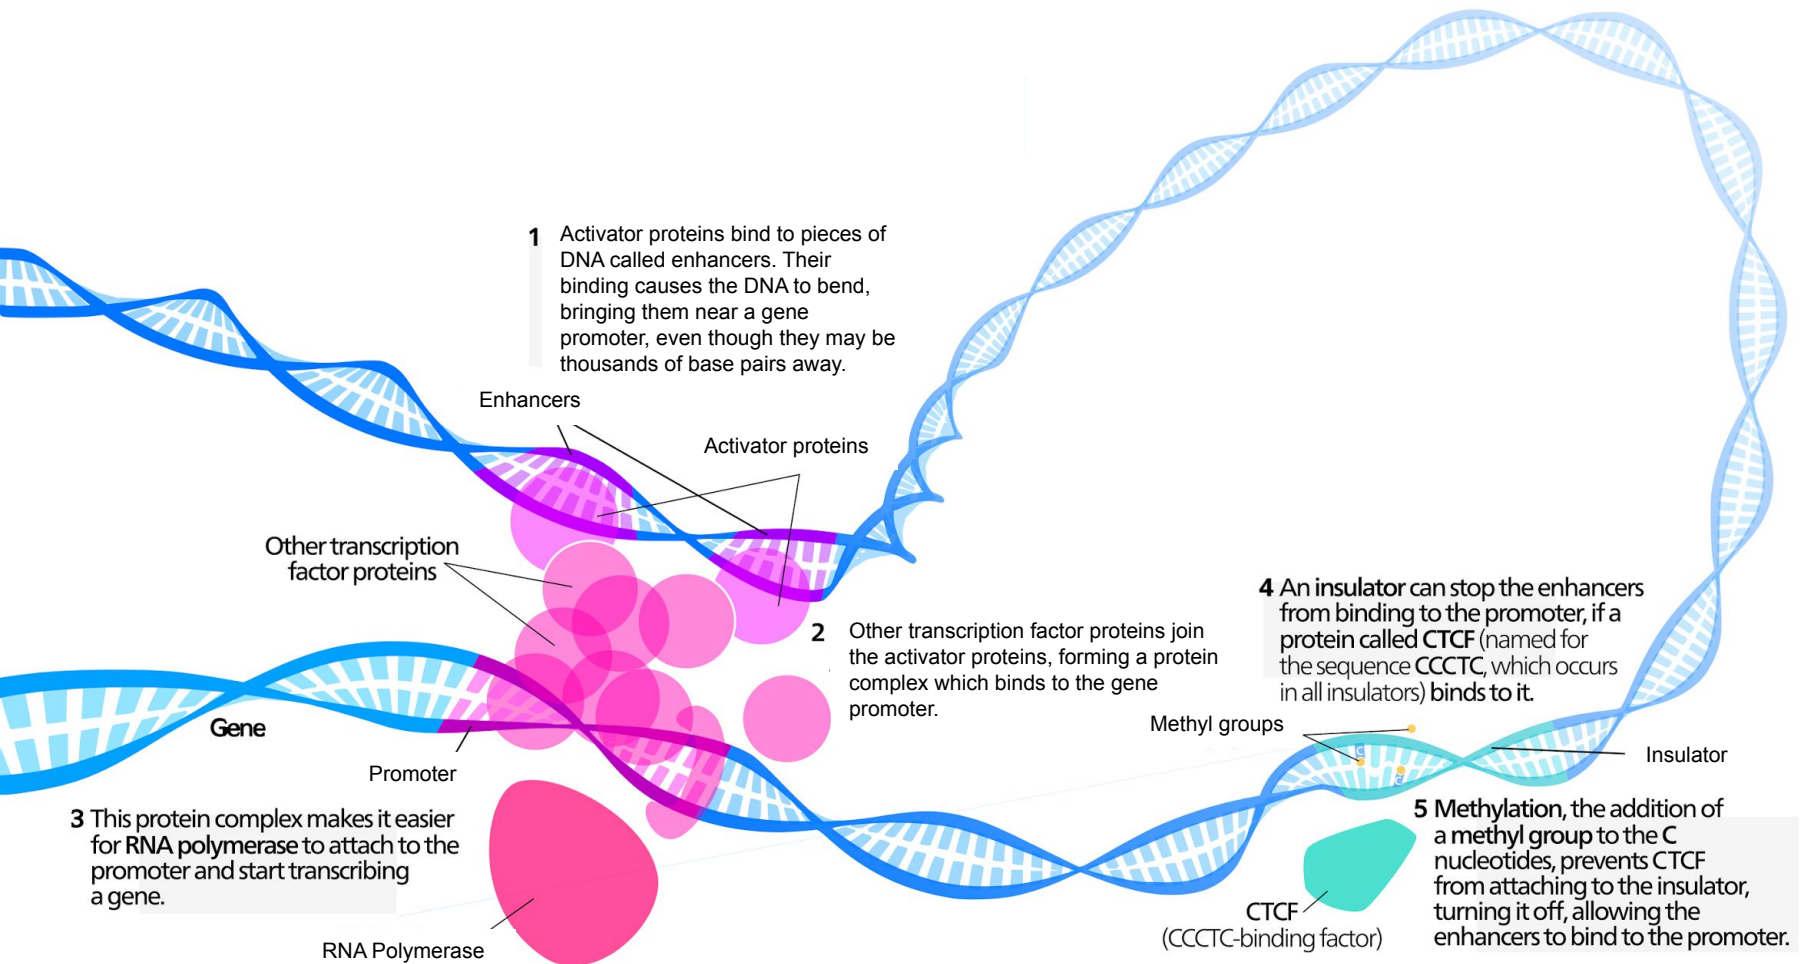 1 Activator proteins bind to pieces of
DNA called enhancers. Their
binding causes the DNA to bend,
bringing them near a gene
promoter, even though they may be
thousands of base pairs away.
Enhancers
Activator proteins
Other transcription
factor proteins
2 Other transcription factor proteins join
the activator proteins, forming a protein
complex which binds to the gene
promoter.
4 An insulator can stop the enhancers
from binding to the promoter, if a
protein called CTCF (named for
the sequence CCCTC, which occurs
in all insulators) binds to it.
Gene
Promoter
Methyl groups
C
C
Insulator
3 This protein complex makes it easier
for RNA polymerase to attach to the
promoter and start transcribing
a gene.
RNA Polymerase
CTCF
(CCCTC-binding factor)
5 Methylation, the addition of
a methyl group to the C
nucleotides, prevents CTCF
from attaching to the insulator,
turning it off, allowing the
enhancers to bind to the promoter.